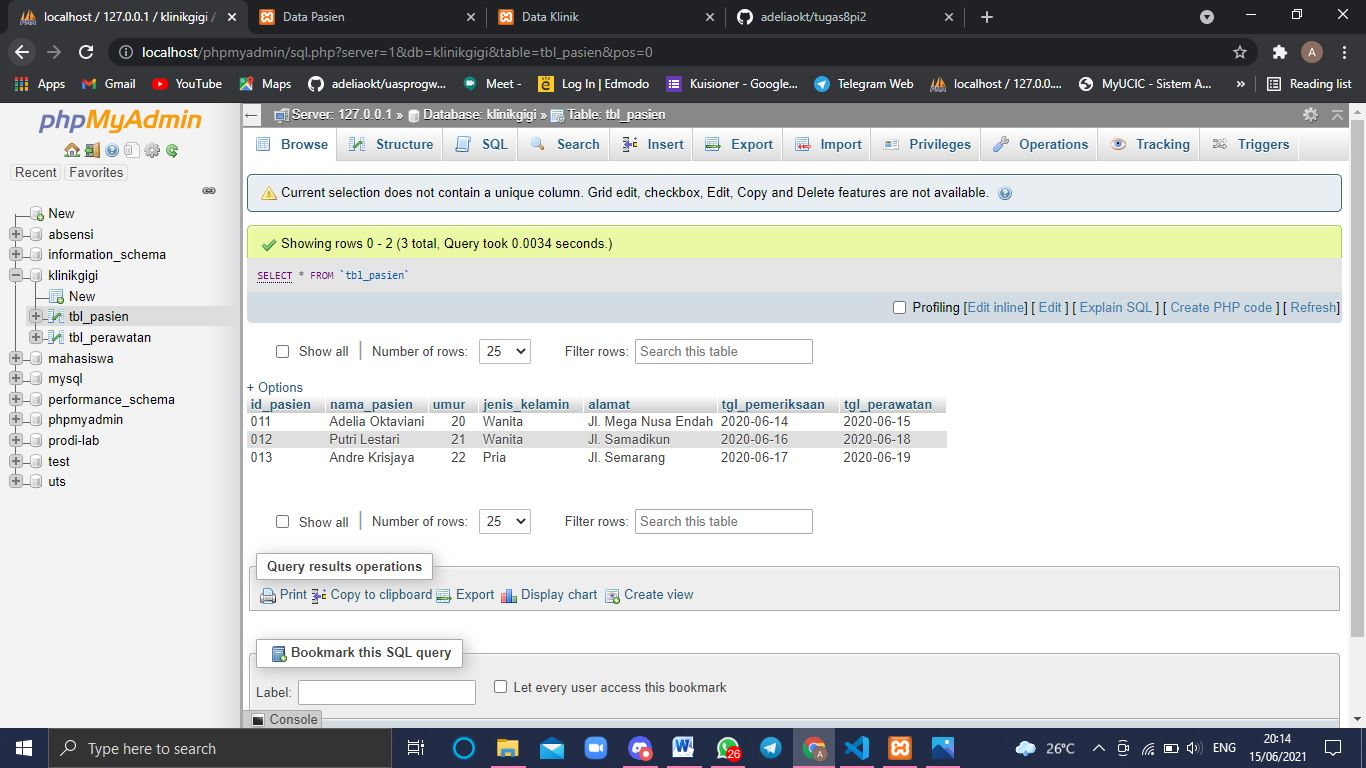 localhost / 127.0.0.1 / klinikgigi /
Data Pasien
Data Klinik
adeliaokt/tugas8pi2
localhost/phpmyadmin/sql.php?server=1&db=klinikgigi&table=tbl_pasien&pos=0
A
Apps
Gmail
YouTube
Maps
adeliaokt/uasprogw...
Meet -
Log In | Edmodo
Kuisioner - Google...
Telegram Web
localhost / 127.0.0....
MyUCIC - Sistem A...
»
Reading list
phpMyAdmin
Recent
Favorites
New
absensi
information_schema
klinikgigi
New
tbl_pasien
tbl_perawatan
mahasiswa
mysql
performance_schema
phpmyadmin
prodi-lab
test
uts
Server: 127.0.0.1 » Database: klinikgigi » Table: tbl_pasien
Browse Structure SQL Search Insert Export Import Privileges Operations Tracking Triggers
Current selection does not contain a unique column. Grid edit, checkbox, Edit, Copy and Delete features are not available.
Showing rows 0 - 2 (3 total, Query took 0.0034 seconds.)
SELECT * FROM `tbl_pasien`
Profiling [Edit inline] [ Edit ] [ Explain SQL ] [ Create PHP code ] [ Refresh]
Show all | Number of rows: 25 Filter rows: Search this table
+ Options
id_pasien nama_pasien umur jenis_kelamin alamat tgl_pemeriksaan tgl_perawatan
011 Adelia Oktaviani 20 Wanita Jl. Mega Nusa Endah 2020-06-14 2020-06-15
012 Putri Lestari 21 Wanita Jl. Samadikun 2020-06-16 2020-06-18
013 Andre Krisjaya 22 Pria Jl. Semarang 2020-06-17 2020-06-19
Show all | Number of rows: 25 Filter rows: Search this table
Query results operations
Print Copy to clipboard Export Display chart Create view
Bookmark this SQL query
Label: Let every user access this bookmark
Console
Type here to search
26
26°C
ENG
20:14
15/06/2021